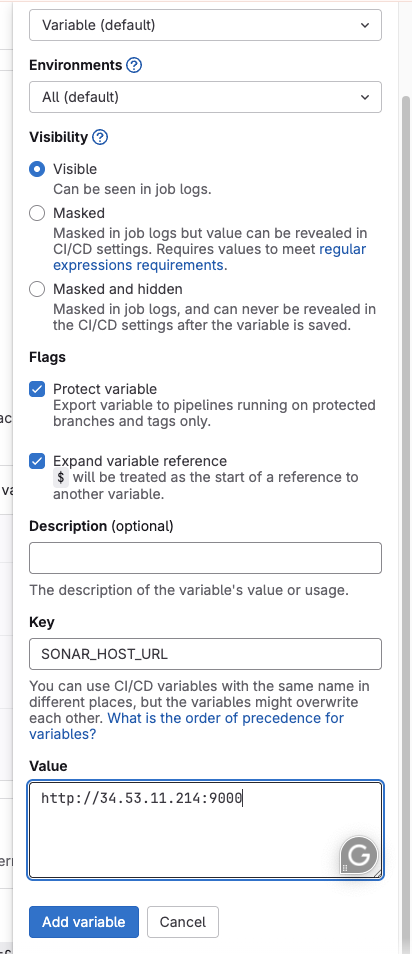 Variable (default)
Environments
All (default)
Visibility
Visible
Can be seen in job logs.
Masked
Masked in job logs but value can be revealed in
CI/CD settings. Requires values to meet regular
expressions requirements.
Masked and hidden
Masked in job logs, and can never be revealed in
the CI/CD settings after the variable is saved.
Flags
Protect variable
Export variable to pipelines running on protected
branches and tags only.
Expand variable reference
$ will be treated as the start of a reference to
another variable.
Description (optional)
The description of the variable's value or usage.
Key
SONAR_HOST_URL
You can use CI/CD variables with the same name in
different places, but the variables might overwrite
each other. What is the order of precedence for
variables?
Value
http://34.53.11.214:9000
Add variable
Cancel